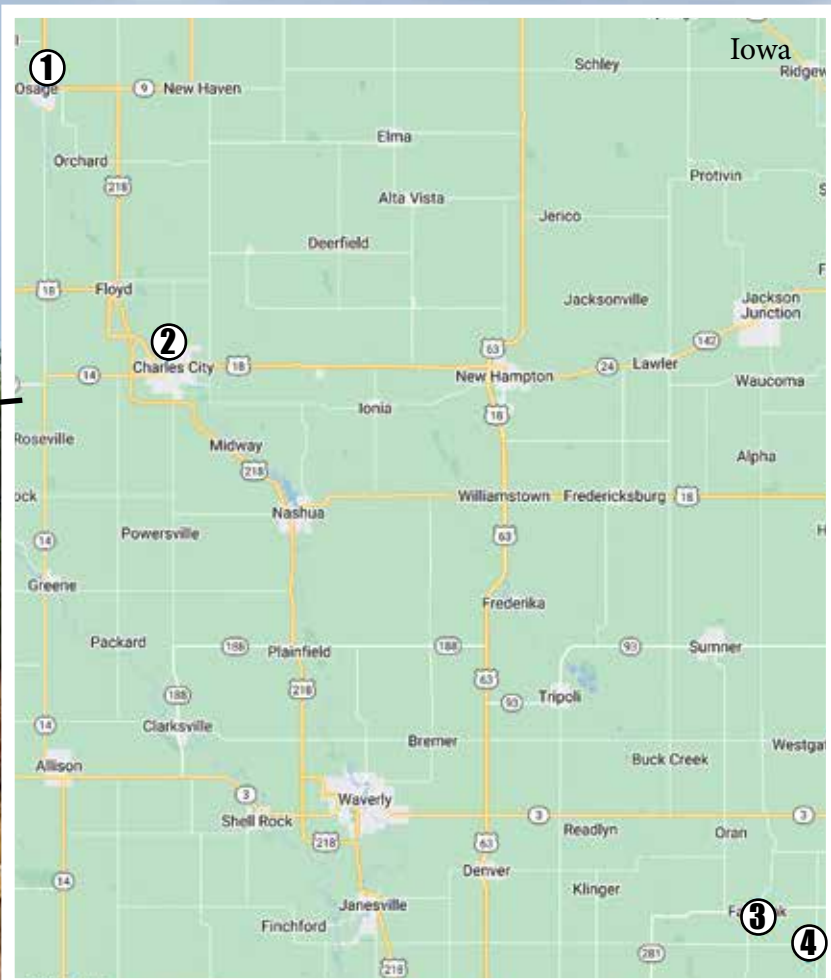 Iowa
Schley
Ridgew
①
Osage
9
New Haven
Elma
Orchard
218
Protivin
Alta Vista
S
Jerico
Deerfield
F
18
Floyd
Jacksonville
Jackson
Junction
②
63
142
Charles City
18
24
Lawler
14
New Hampton
Waucoma
Ionia
18
Roseville
Midway
Alpha
218
ock
Williamstown
Fredericksburg
18
Nashua
Powersville
H
14
63
Greene
Frederika
Packard
188
Plainfield
188
93
Sumner
63
188
218
93
Tripoli
14
Clarksville
Bremer
Westgat
Buck Creek
Allison
3
Waverly
Shell Rock
3
3
218
63
Readlyn
Oran
Denver
14
Klinger
Janesville
③
Finchford
④
281
218